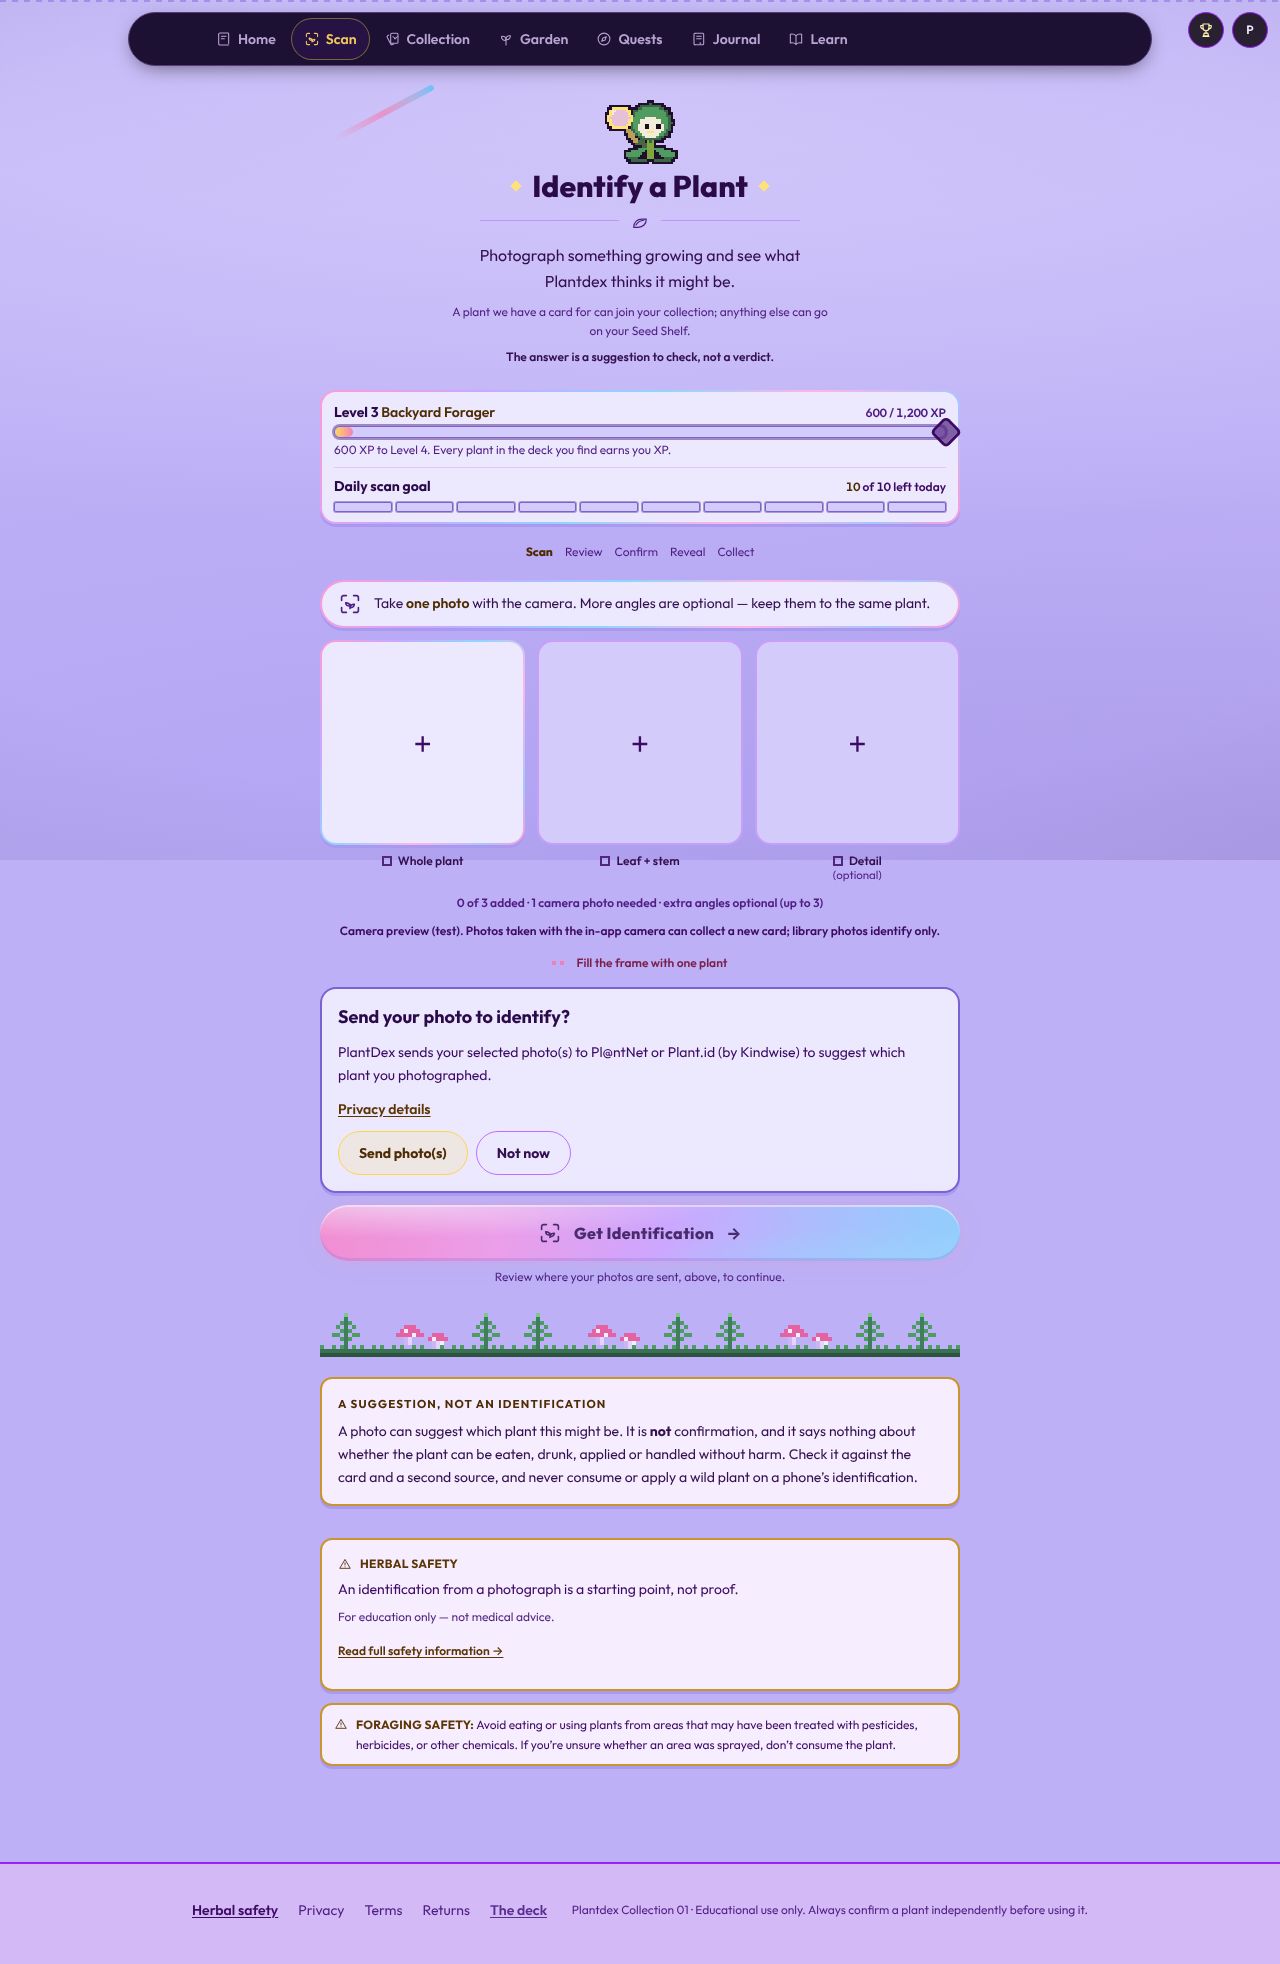 Home
Scan
Collection
Garden
Quests
Journal
Learn
P
Identify a Plant
Photograph something growing and see what
Plantdex thinks it might be.
A plant we have a card for can join your collection; anything else can go
on your Seed Shelf.
The answer is a suggestion to check, not a verdict.
Level 3 Backyard Forager
600 / 1,200 XP
600 XP to Level 4. Every plant in the deck you find earns you XP.
Daily scan goal
10 of 10 left today
Scan Review Confirm Reveal Collect
Take one photo with the camera. More angles are optional — keep them to the same plant.
+
+
+
Whole plant
Leaf + stem
Detail
(optional)
0 of 3 added · 1 camera photo needed · extra angles optional (up to 3)
Camera preview (test). Photos taken with the in-app camera can collect a new card; library photos identify only.
Fill the frame with one plant
Send your photo to identify?
PlantDex sends your selected photo(s) to Pl@ntNet or Plant.id (by Kindwise) to suggest which
plant you photographed.
Privacy details
Send photo(s)
Not now
Get Identification →
Review where your photos are sent, above, to continue.
A SUGGESTION, NOT AN IDENTIFICATION
A photo can suggest which plant this might be. It is not confirmation, and it says nothing about
whether the plant can be eaten, drunk, applied or handled without harm. Check it against the
card and a second source, and never consume or apply a wild plant on a phone's identification.
HERBAL SAFETY
An identification from a photograph is a starting point, not proof.
For education only — not medical advice.
Read full safety information →
FORAGING SAFETY: Avoid eating or using plants from areas that may have been treated with pesticides,
herbicides, or other chemicals. If you're unsure whether an area was sprayed, don't consume the plant.
Herbal safety
Privacy
Terms
Returns
The deck
Plantdex Collection 01 · Educational use only. Always confirm a plant independently before using it.